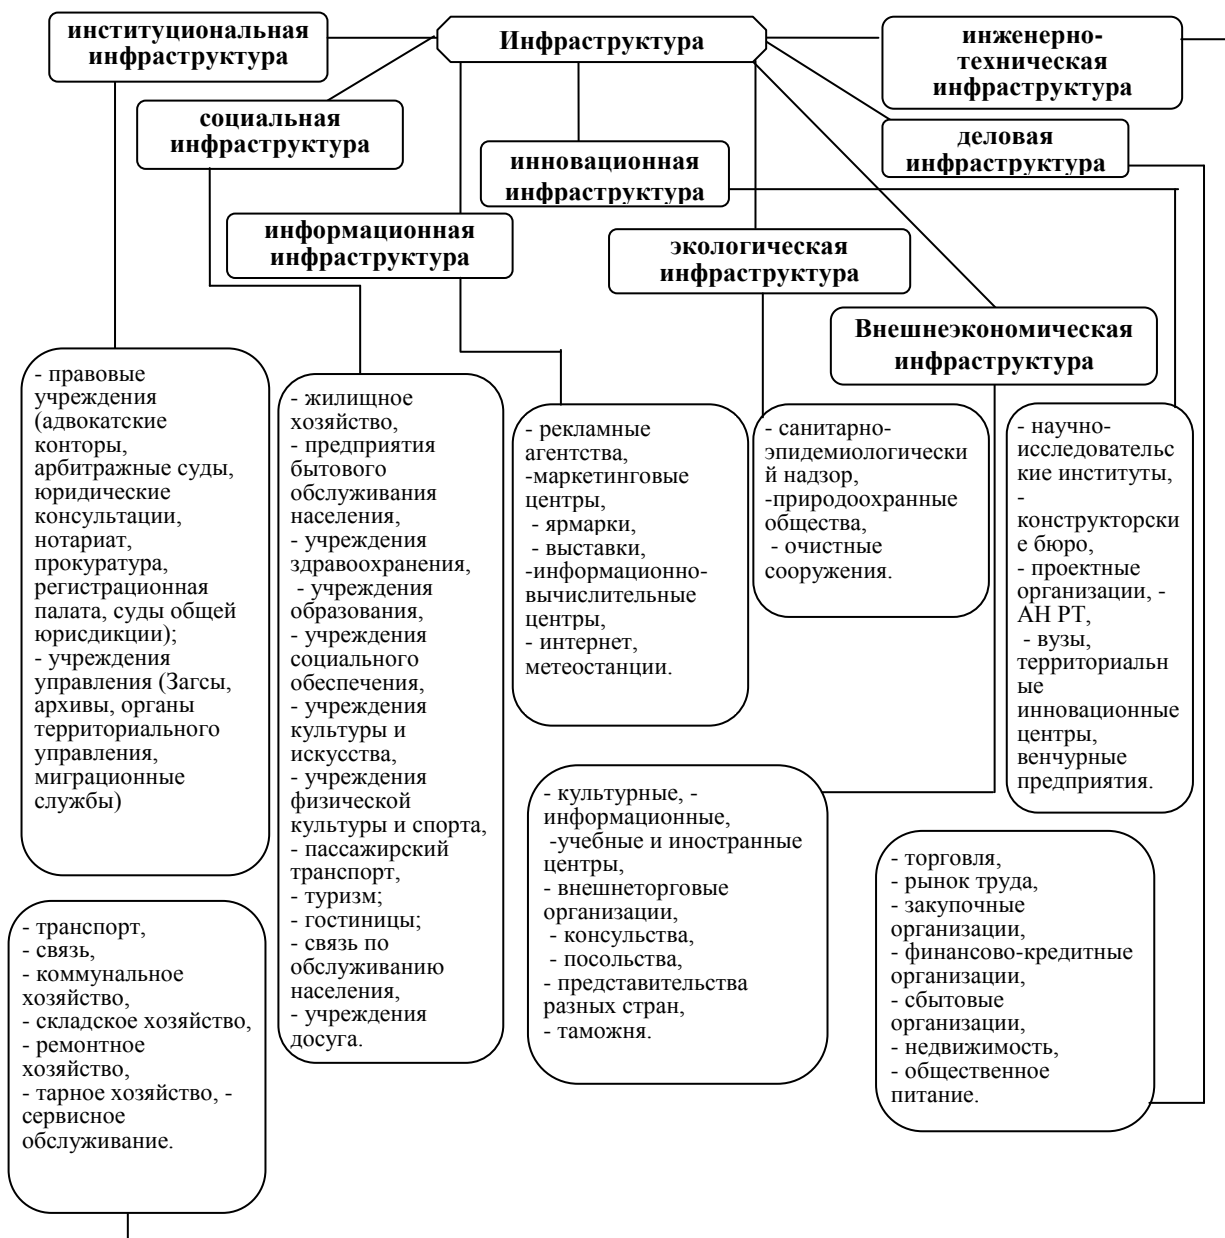 институциональная
инфраструктура
Инфраструктура
инженерно-
техническая
инфраструктура
социальная
инфраструктура
инновационная
инфраструктура
деловая
инфраструктура
информационная
инфраструктура
экологическая
инфраструктура
Внешнеэкономическая
инфраструктура
- правовые
учреждения
(адвокатские
конторы,
арбитражные суды,
юридические
консультации,
нотариат,
прокуратура,
регистрационная
палата, суды общей
юрисдикции);
- учреждения
управления (Загсы,
архивы, органы
территориального
управления,
миграционные
службы)
- жилищное
хозяйство,
- предприятия
бытового
обслуживания
населения,
- учреждения
здравоохранения,
- учреждения
образования,
- учреждения
социального
обеспечения,
- учреждения
культуры и
искусства,
- учреждения
физической
культуры и спорта,
- пассажирский
транспорт,
- туризм;
- гостиницы;
- связь по
обслуживанию
населения,
- учреждения
досуга.
- рекламные
агентства,
-маркетинговые
центры,
- ярмарки,
- выставки,
-информационно-
вычислительные
центры,
- интернет,
метеостанции.
- санитарно-
эпидемиологически
й надзор,
-природоохранные
общества,
- очистные
сооружения.
- научно-
исследовательс
кие институты,
-
конструкторски
е бюро,
- проектные
организации, -
АН РТ,
- вузы,
территориальн
ые
инновационные
центры,
венчурные
предприятия.
- культурные, -
информационные,
-учебные и иностранные
центры,
- внешнеторговые
организации,
- консульства,
- посольства,
- представительства
разных стран,
- таможня.
- торговля,
- рынок труда,
- закупочные
организации,
- финансово-кредитные
организации,
- сбытовые
организации,
- недвижимость,
- общественное
питание.
- транспорт,
- связь,
- коммунальное
хозяйство,
- складское хозяйство,
- ремонтное
хозяйство,
- тарное хозяйство, -
сервисное
обслуживание.